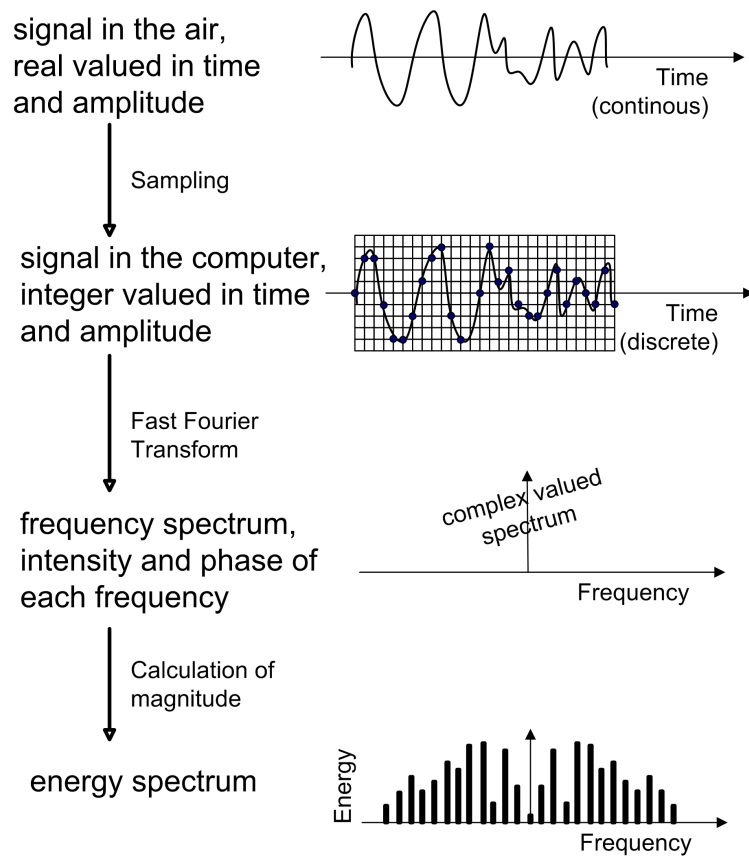 signal in the air,
real valued in time
and amplitude
Time
(continous)
Sampling
signal in the computer,
integer valued in time
and amplitude
Time
(discrete)
Fast Fourier
Transform
frequency spectrum,
intensity and phase of
each frequency
complex valued
spectrum
Frequency
Calculation of
magnitude
energy spectrum
Energy
Frequency